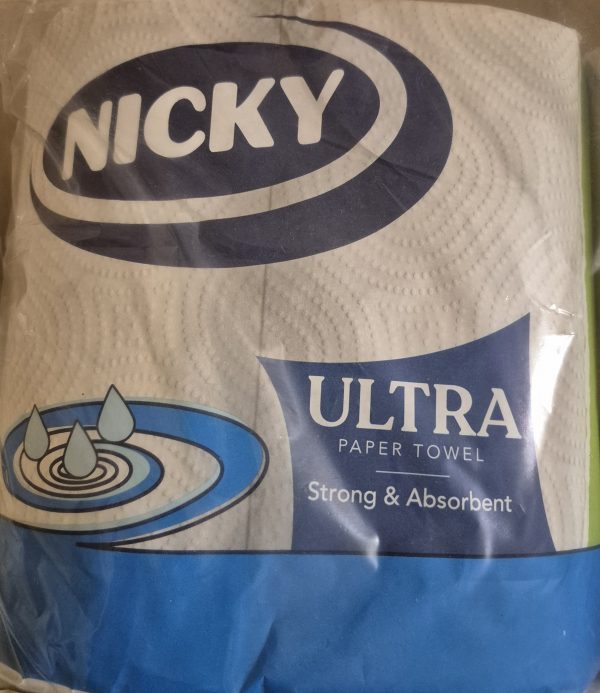 NICKY
ULTRA
PAPER TOWEL
Strong & Absorbent